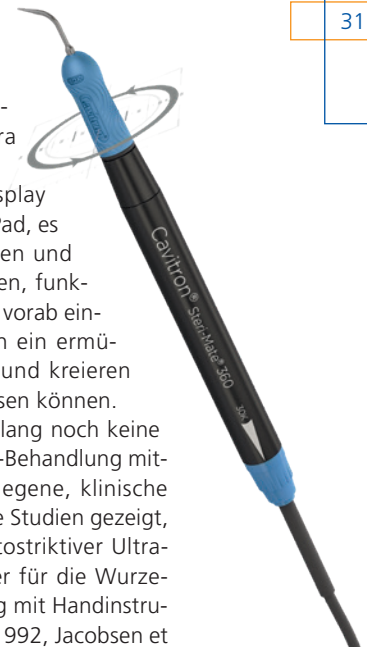 31
-
ra
splay
Pad, es
en und
en, funk-
vorab ein-
n ein ermü-
und kreieren
sen können.
lang noch keine
-Behandlung mit-
egene, klinische
e Studien gezeigt,
tostriktiver Ultra-
er für die Wurze-
g mit Handinstru-
992, Jacobsen et
Cavitron® Steri-Mate® 360
30K